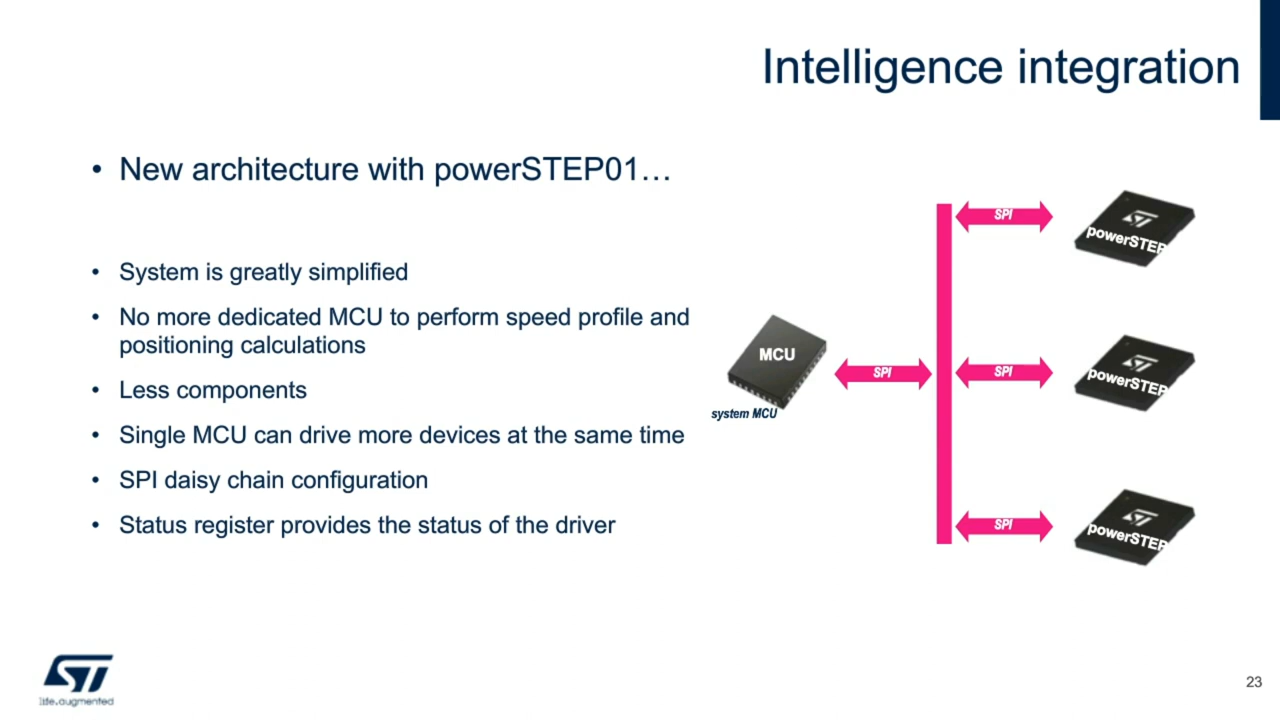 Intelligence integration
• New architecture with powerSTEP01…
• System is greatly simplified
• No more dedicated MCU to perform speed profile and
positioning calculations
• Less components
• Single MCU can drive more devices at the same time
• SPI daisy chain configuration
• Status register provides the status of the driver
SPI
powerSTEP
MCU
SPI
SPI
powerSTEP
system MCU
SPI
powerSTEP
ST
life.augmented
23